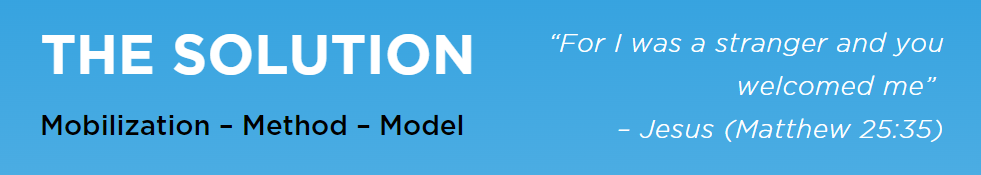 THE SOLUTION
Mobilization – Method – Model
“For I was a stranger and you
welcomed me”
– Jesus (Matthew 25:35)